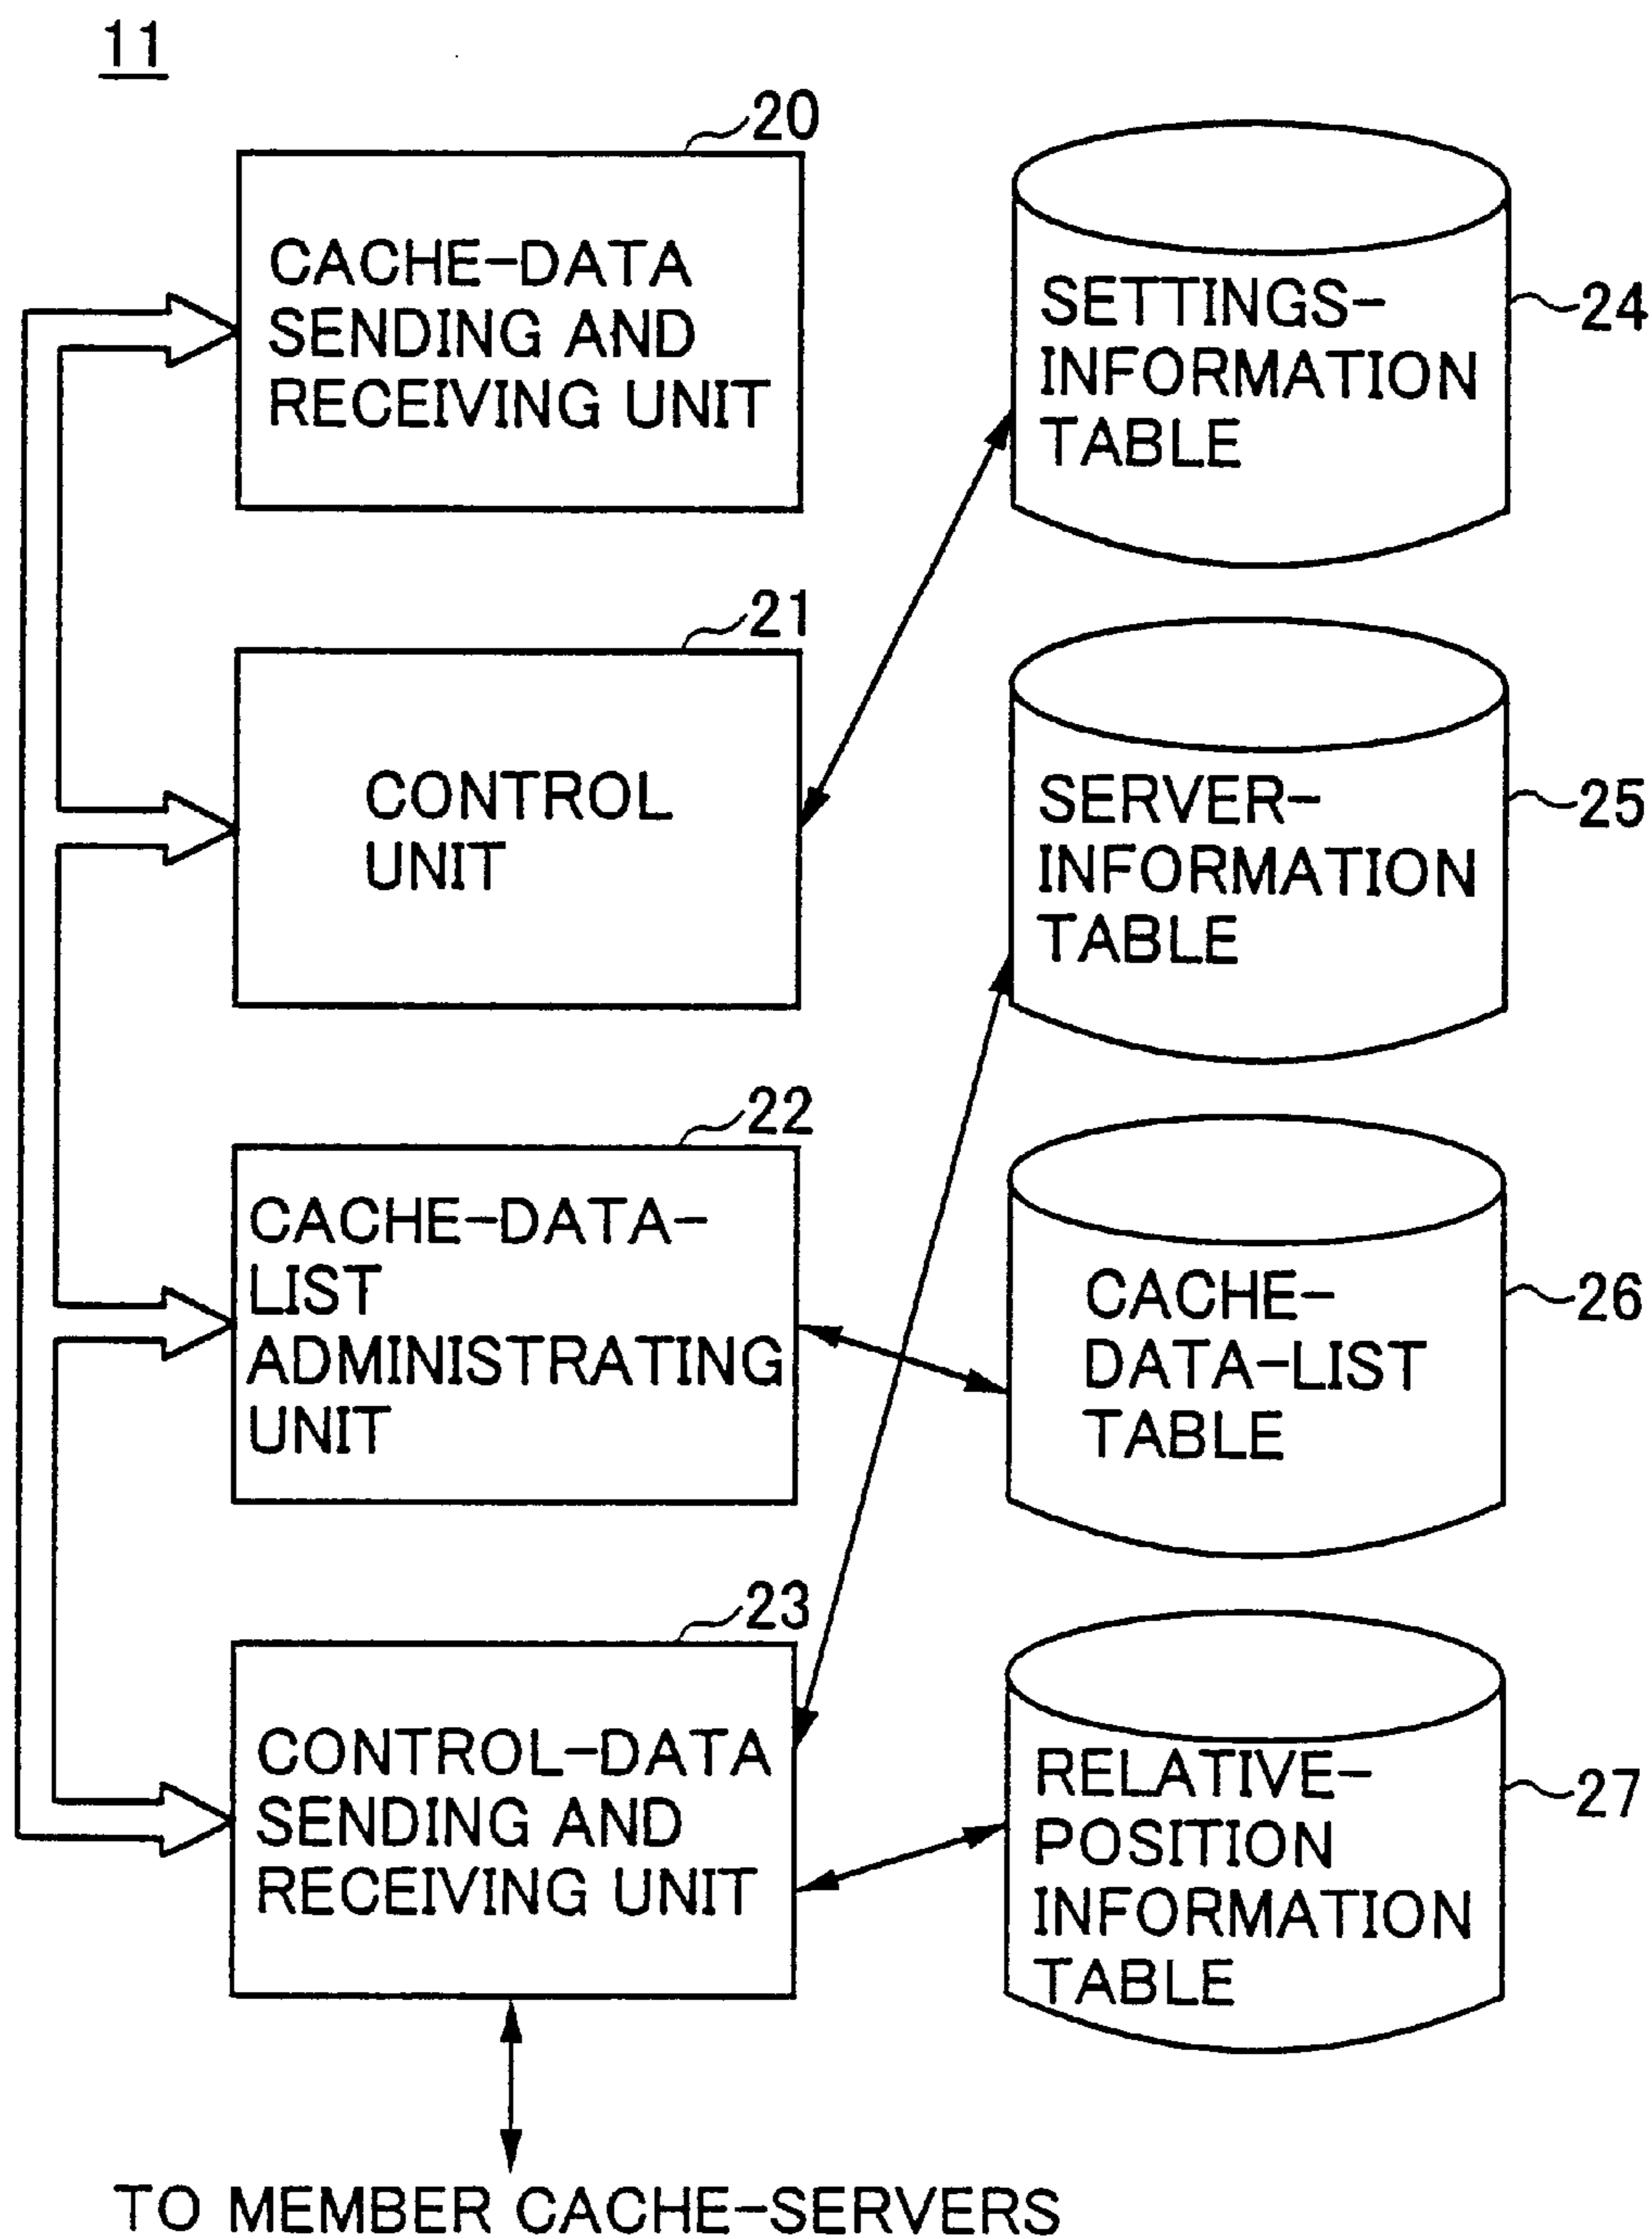 11
20
CACHE-DATA
SENDING AND
RECEIVING UNIT
SETTINGS-
INFORMATION
TABLE
24
21
CONTROL
UNIT
SERVER-
INFORMATION
TABLE
25
22
CACHE-DATA-
LIST
ADMINISTRATING
UNIT
CACHE-
DATA-LIST
TABLE
26
23
CONTROL-DATA
SENDING AND
RECEIVING UNIT
RELATIVE-
POSITION
INFORMATION
TABLE
27
TO MEMBER CACHE-SERVERS